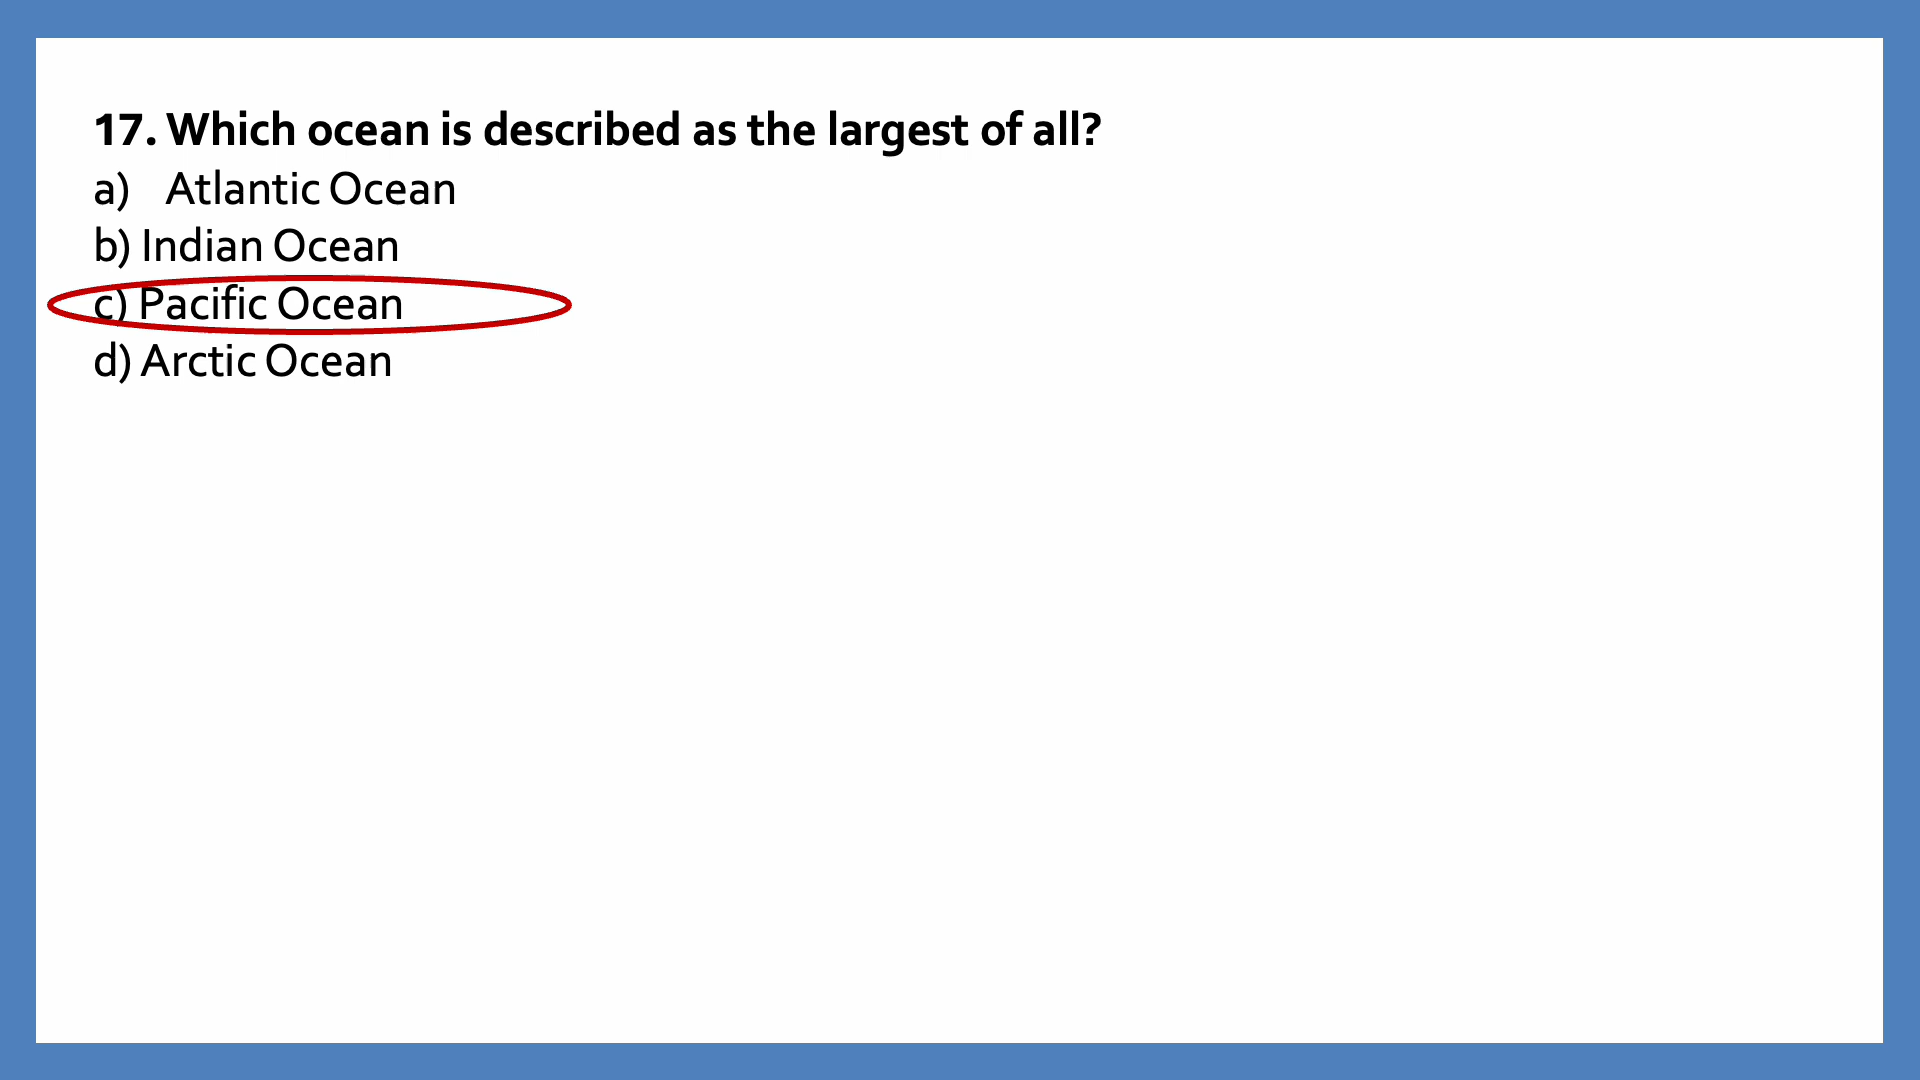 17. Which ocean is described as the largest of all?
a) Atlantic Ocean
b) Indian Ocean
c) Pacific Ocean
d) Arctic Ocean